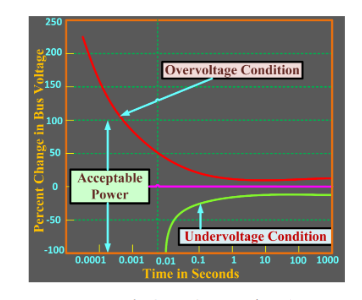 Percent Change in Bus Voltage
250
200
150
100
50
0
-50
-100
Overvoltage Condition
Acceptable
Power
Undervoltage Condition
0.0001 0.001 0.01 0.1 1 10 100 1000
Time in Seconds